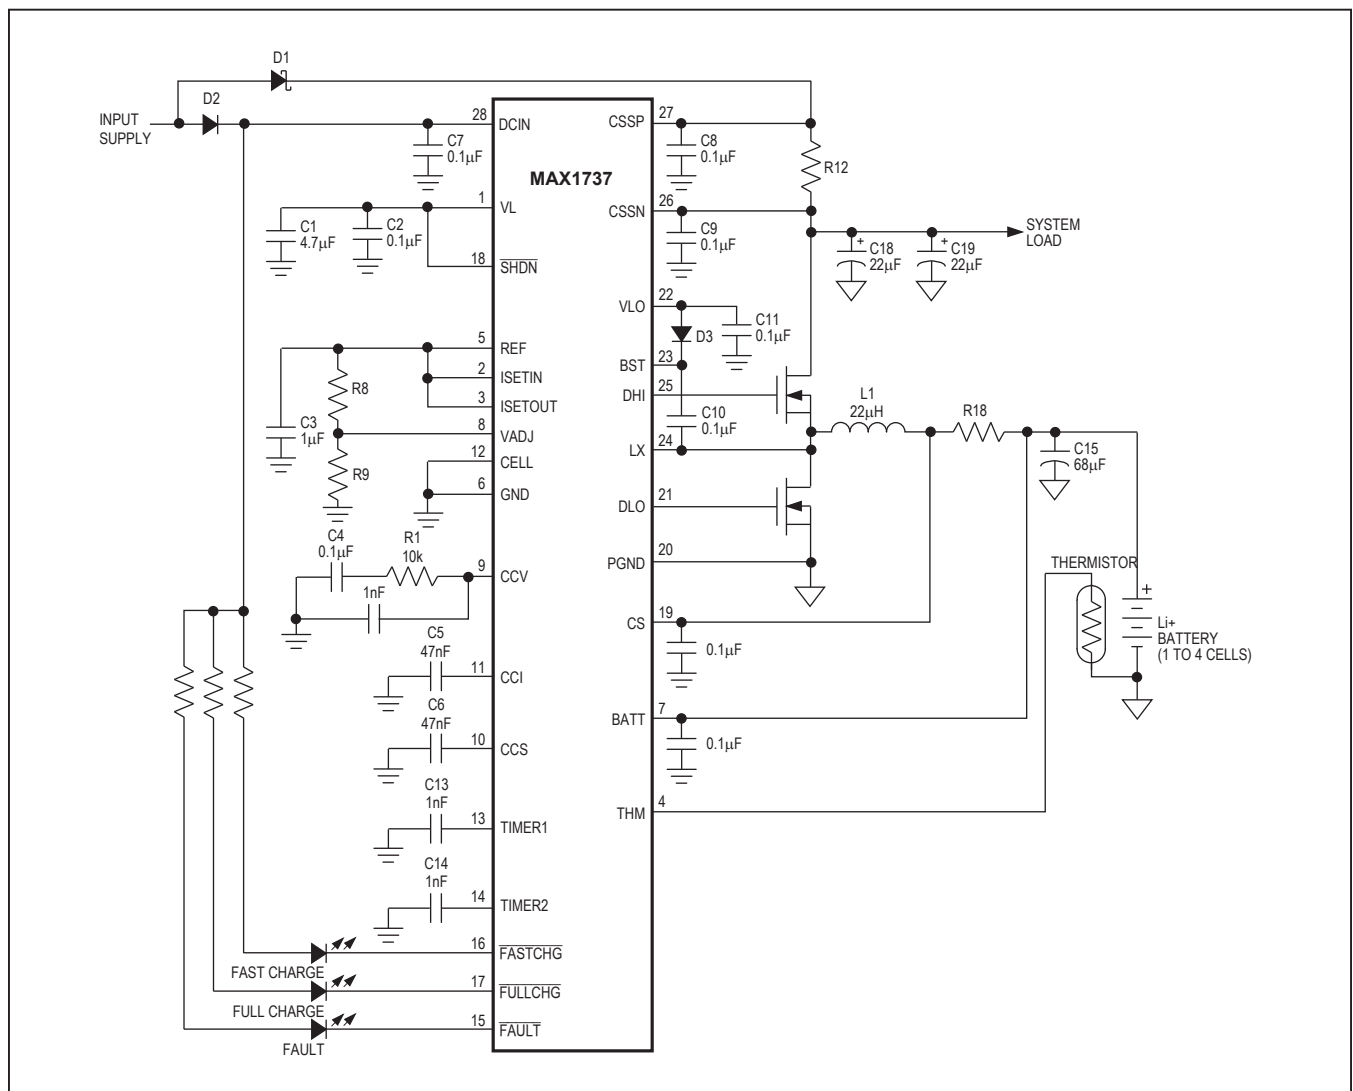 D1
D2
INPUT
SUPPLY
28
DCIN
C7
0.1µF
MAX1737
1
VL
C1
4.7µF
C2
0.1µF
18
SHDN
5
REF
2
ISETIN
3
ISETOUT
R8
C3
1µF
8
VADJ
12
CELL
R9
6
GND
C4
0.1µF
R1
10k
9
CCV
1nF
C5
47nF
11
CCI
C6
47nF
10
CCS
C13
1nF
13
TIMER1
C14
1nF
14
TIMER2
16
FASTCHG
FAST CHARGE
17
FULLCHG
FULL CHARGE
15
FAULT
FAULT
CSSP
27
C8
0.1µF
R12
CSSN
26
C9
0.1µF
SYSTEM
LOAD
+
C18
22µF
+
C19
22µF
VLO
22
D3
C11
0.1µF
BST
23
DHI
25
C10
0.1µF
L1
22µH
R18
LX
24
C15
68µF
DLO
21
PGND
20
THERMISTOR
+
Li+
BATTERY
(1 TO 4 CELLS)
CS
19
0.1µF
BATT
7
0.1µF
THM
4